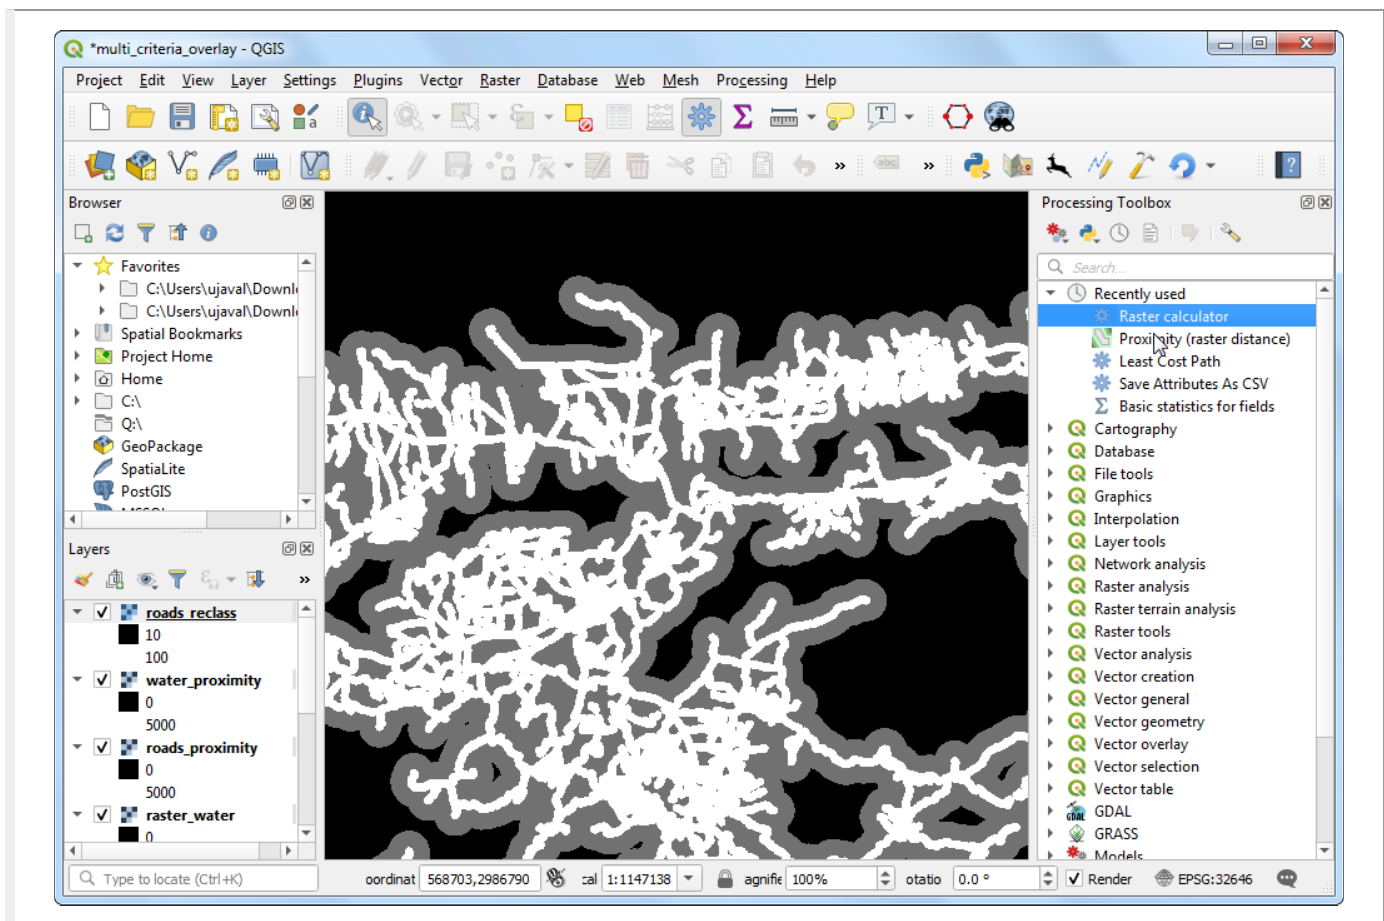 *multi_criteria_overlay - QGIS
Project Edit View Layer Settings Plugins Vector Raster Database Web Mesh Processing Help
Browser
Favorites
C:\Users\ujaval\Downl
C:\Users\ujaval\Downl
Spatial Bookmarks
Project Home
Home
C:\
Q:\
GeoPackage
SpatiaLite
PostGIS
Layers
roads_reclass
10
100
water_proximity
0
5000
roads_proximity
0
5000
raster_water
0
Processing Toolbox
Search...
Recently used
Raster calculator
Proximity (raster distance)
Least Cost Path
Save Attributes As CSV
Basic statistics for fields
Cartography
Database
File tools
Graphics
Interpolation
Layer tools
Network analysis
Raster analysis
Raster terrain analysis
Raster tools
Vector analysis
Vector creation
Vector general
Vector geometry
Vector overlay
Vector selection
Vector table
GDAL
GRASS
Models
Type to locate (Ctrl+K) oordinat 568703,2986790 :al 1:1147138 agnifie 100% otatio 0.0 ° Render EPSG:32646